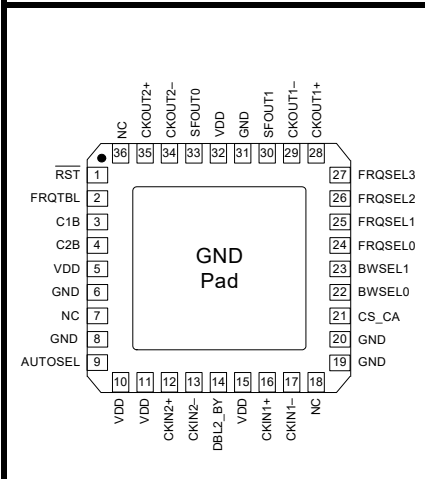 NC
CKOUT2+
CKOUT2–
SFOUT0
VDD
GND
SFOUT1
CKOUT1–
CKOUT1+
36 35 34 33 32 31 30 29 28
RST 1
FRQTBL 2
C1B 3
C2B 4
VDD 5
GND 6
NC 7
GND 8
AUTOSEL 9
GND
Pad
27 FRQSEL3
26 FRQSEL2
25 FRQSEL1
24 FRQSEL0
23 BWSEL1
22 BWSEL0
21 CS_CA
20 GND
19 GND
10 11 12 13 14 15 16 17 18
VDD
VDD
CKIN2+
CKIN2–
DBL2_BY
VDD
CKIN1+
CKIN1–
NC